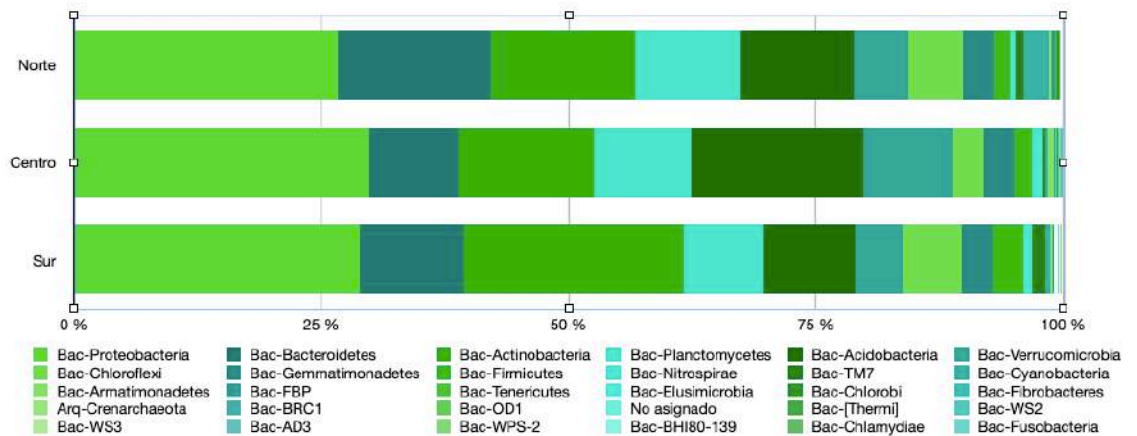 Norte
Centro
Sur
0 % 25 % 50 % 75 % 100 %
Bac-Proteobacteria Bac-Bacteroidetes Bac-Actinobacteria Bac-Planctomycetes Bac-Acidobacteria Bac-Verrucomicrobia
Bac-Chloroflexi Bac-Gemmatimonadetes Bac-Firmicutes Bac-Nitrospirae Bac-TM7 Bac-Cyanobacteria
Bac-Armatimonadetes Bac-FBP Bac-Tenericutes Bac-Elusimicrobia Bac-Chlorobi Bac-Fibrobacteres
Arq-Crenarchaeota Bac-BRC1 Bac-OD1 No asignado Bac-[Thermi] Bac-WS2
Bac-WS3 Bac-AD3 Bac-WPS-2 Bac-BHI80-139 Bac-Chlamydiae Bac-Fusobacteria